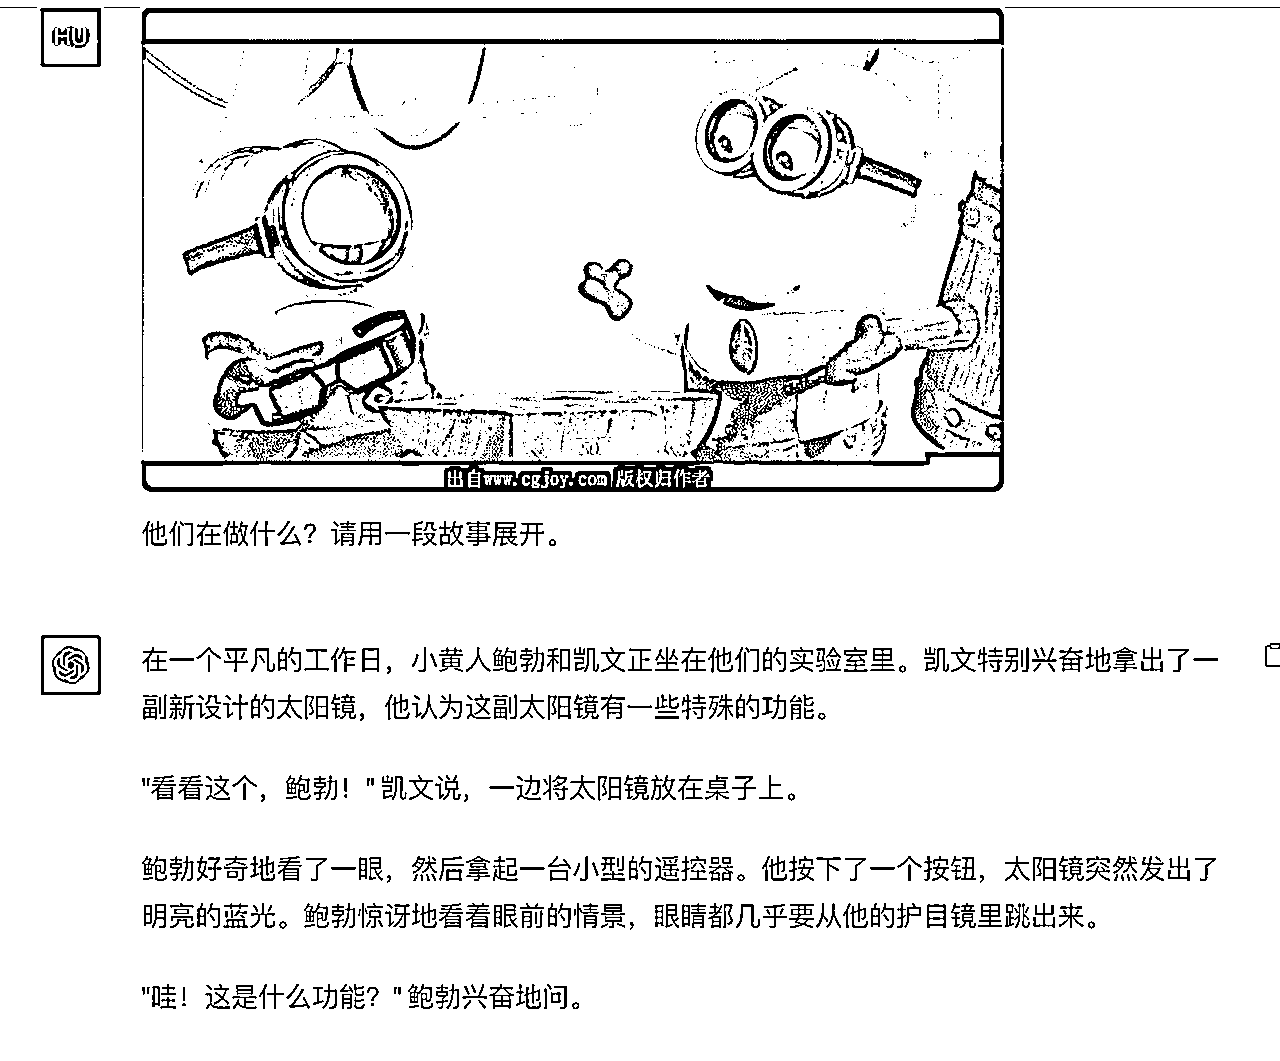 HU
出自www.cgjoy.com 版权归作者
他们在做什么？请用一段故事展开。
在一个平凡的工作日，小黄人鲍勃和凯文正坐在他们的实验室里。凯文特别兴奋地拿出了一
副新设计的太阳镜，他认为这副太阳镜有一些特殊的功能。
"看看这个，鲍勃！"凯文说，一边将太阳镜放在桌子上。
鲍勃好奇地看了一眼，然后拿起一台小型的遥控器。他按下了一个按钮，太阳镜突然发出了
明亮的蓝光。鲍勃惊讶地看着眼前的情景，眼睛都几乎要从他的护目镜里跳出来。
"哇！这是什么功能？"鲍勃兴奋地问。